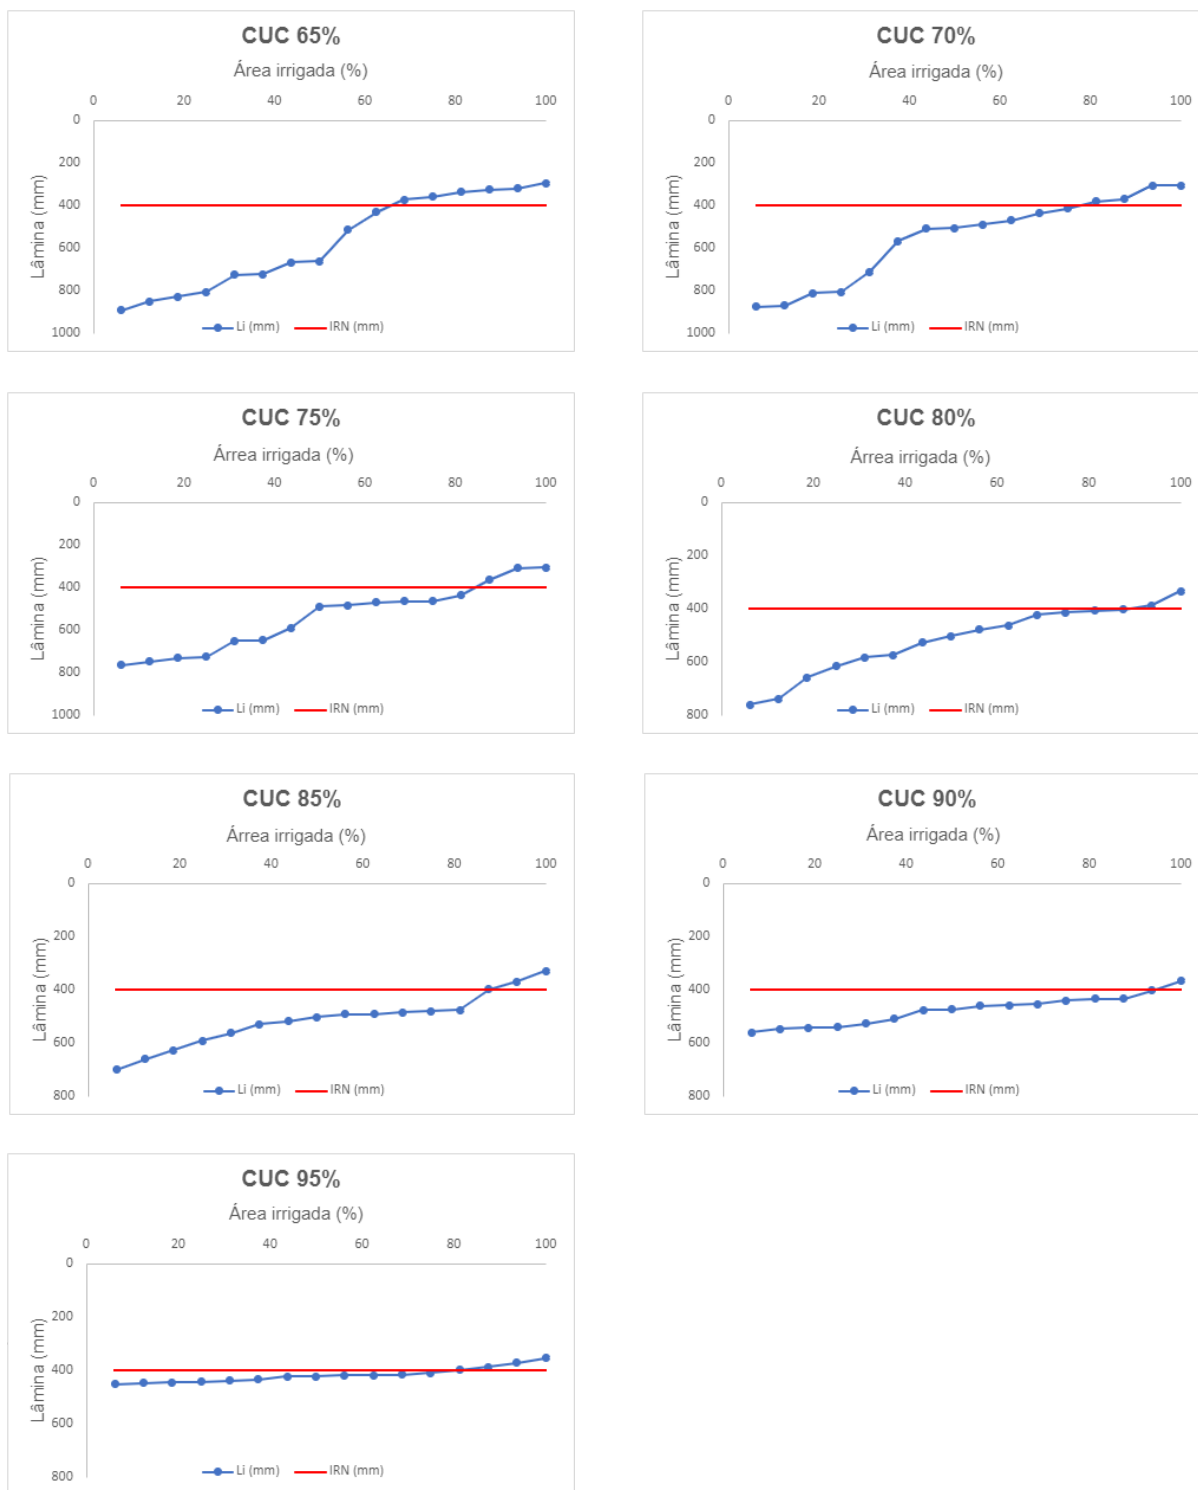 CUC 65%
Área irrigada (%)
0 20 40 60 80 100
0
200
400
600
800
1000
Lâmina (mm)
Li (mm) IRN (mm)
CUC 70%
Área irrigada (%)
0 20 40 60 80 100
0
200
400
600
800
1000
Lâmina (mm)
Li (mm) IRN (mm)
CUC 75%
Árrea irrigada (%)
0 20 40 60 80 100
0
200
400
600
800
1000
Lâmina (mm)
Li (mm) IRN (mm)
CUC 80%
Árrea irrigada (%)
0 20 40 60 80 100
0
200
400
600
800
Lâmina (mm)
Li (mm) IRN (mm)
CUC 85%
Árrea irrigada (%)
0 20 40 60 80 100
0
200
400
600
800
Lâmina (mm)
Li (mm) IRN (mm)
CUC 90%
Área irrigada (%)
0 20 40 60 80 100
0
200
400
600
800
Lâmina (mm)
Li (mm) IRN (mm)
CUC 95%
Área irrigada (%)
0 20 40 60 80 100
0
200
400
600
800
Lâmina (mm)
Li (mm) IRN (mm)